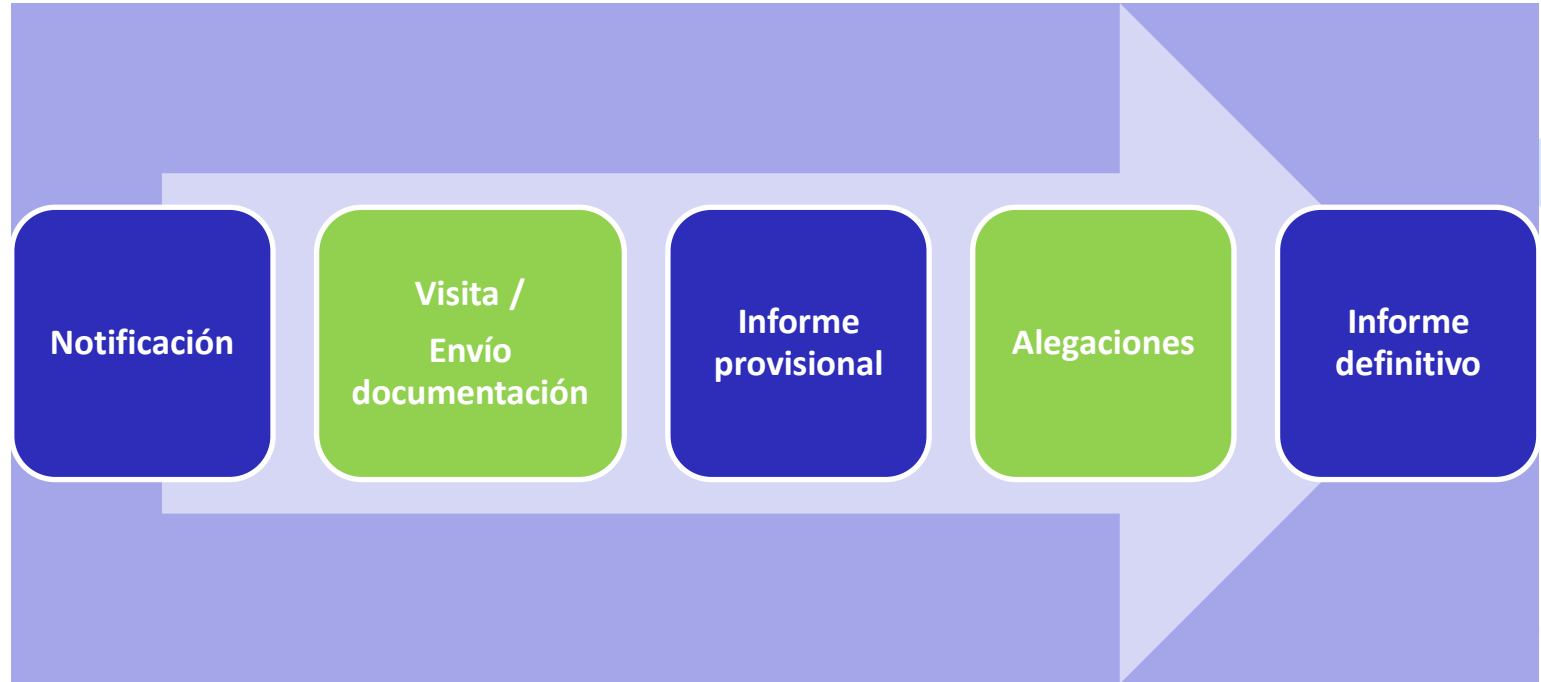 Notificación
Visita /
Envío
documentación
Informe
provisional
Alegaciones
Informe
definitivo